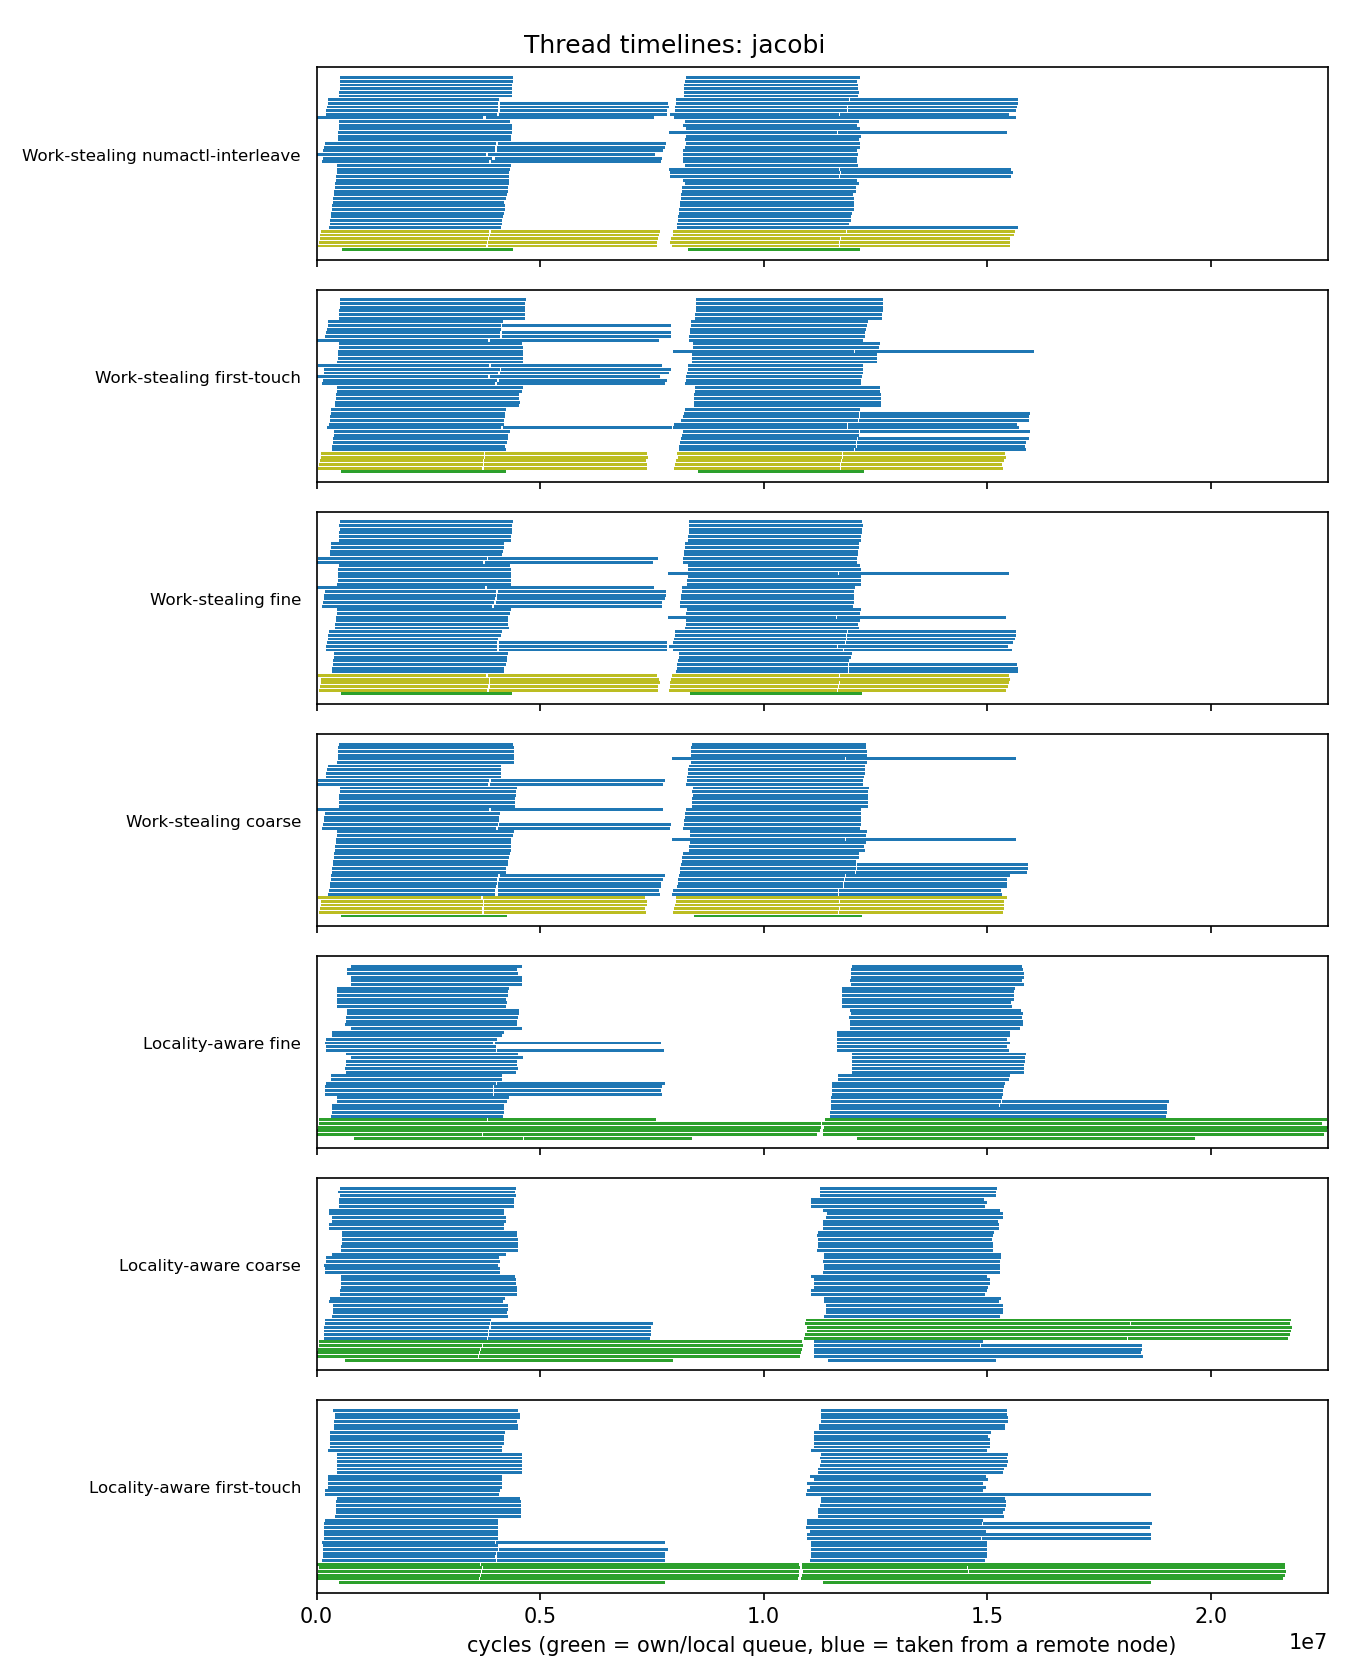 Thread timelines: jacobi
Work-stealing numactl-interleave
Work-stealing first-touch
Work-stealing fine
Work-stealing coarse
Locality-aware fine
Locality-aware coarse
Locality-aware first-touch
0.0 0.5 1.0 1.5 2.0
1e7
cycles (green = own/local queue, blue = taken from a remote node)